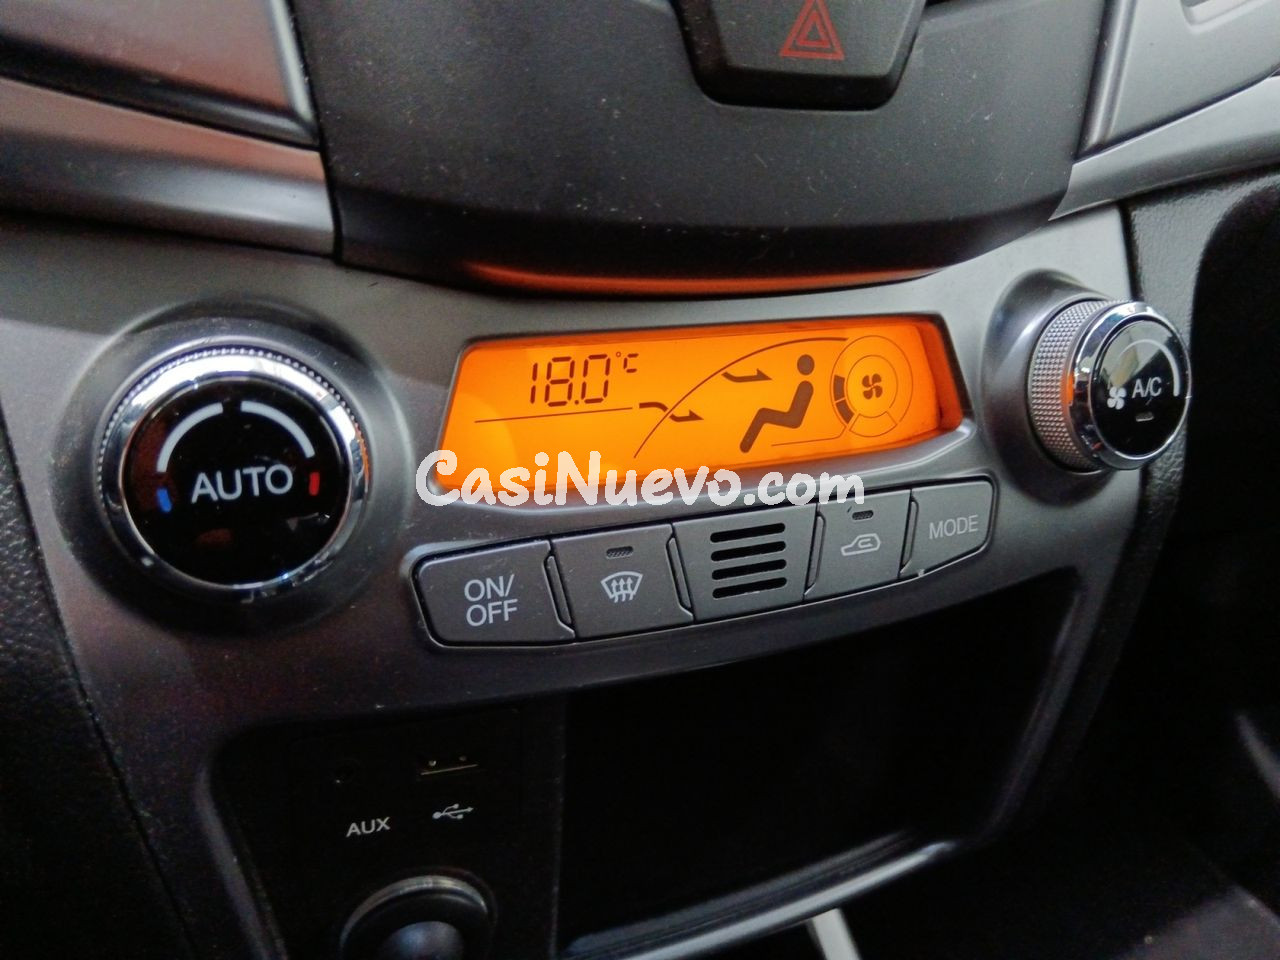 18.0°C
AUTO
A/C
CasiNuevo.com
ON/
OFF
MODE
AUX